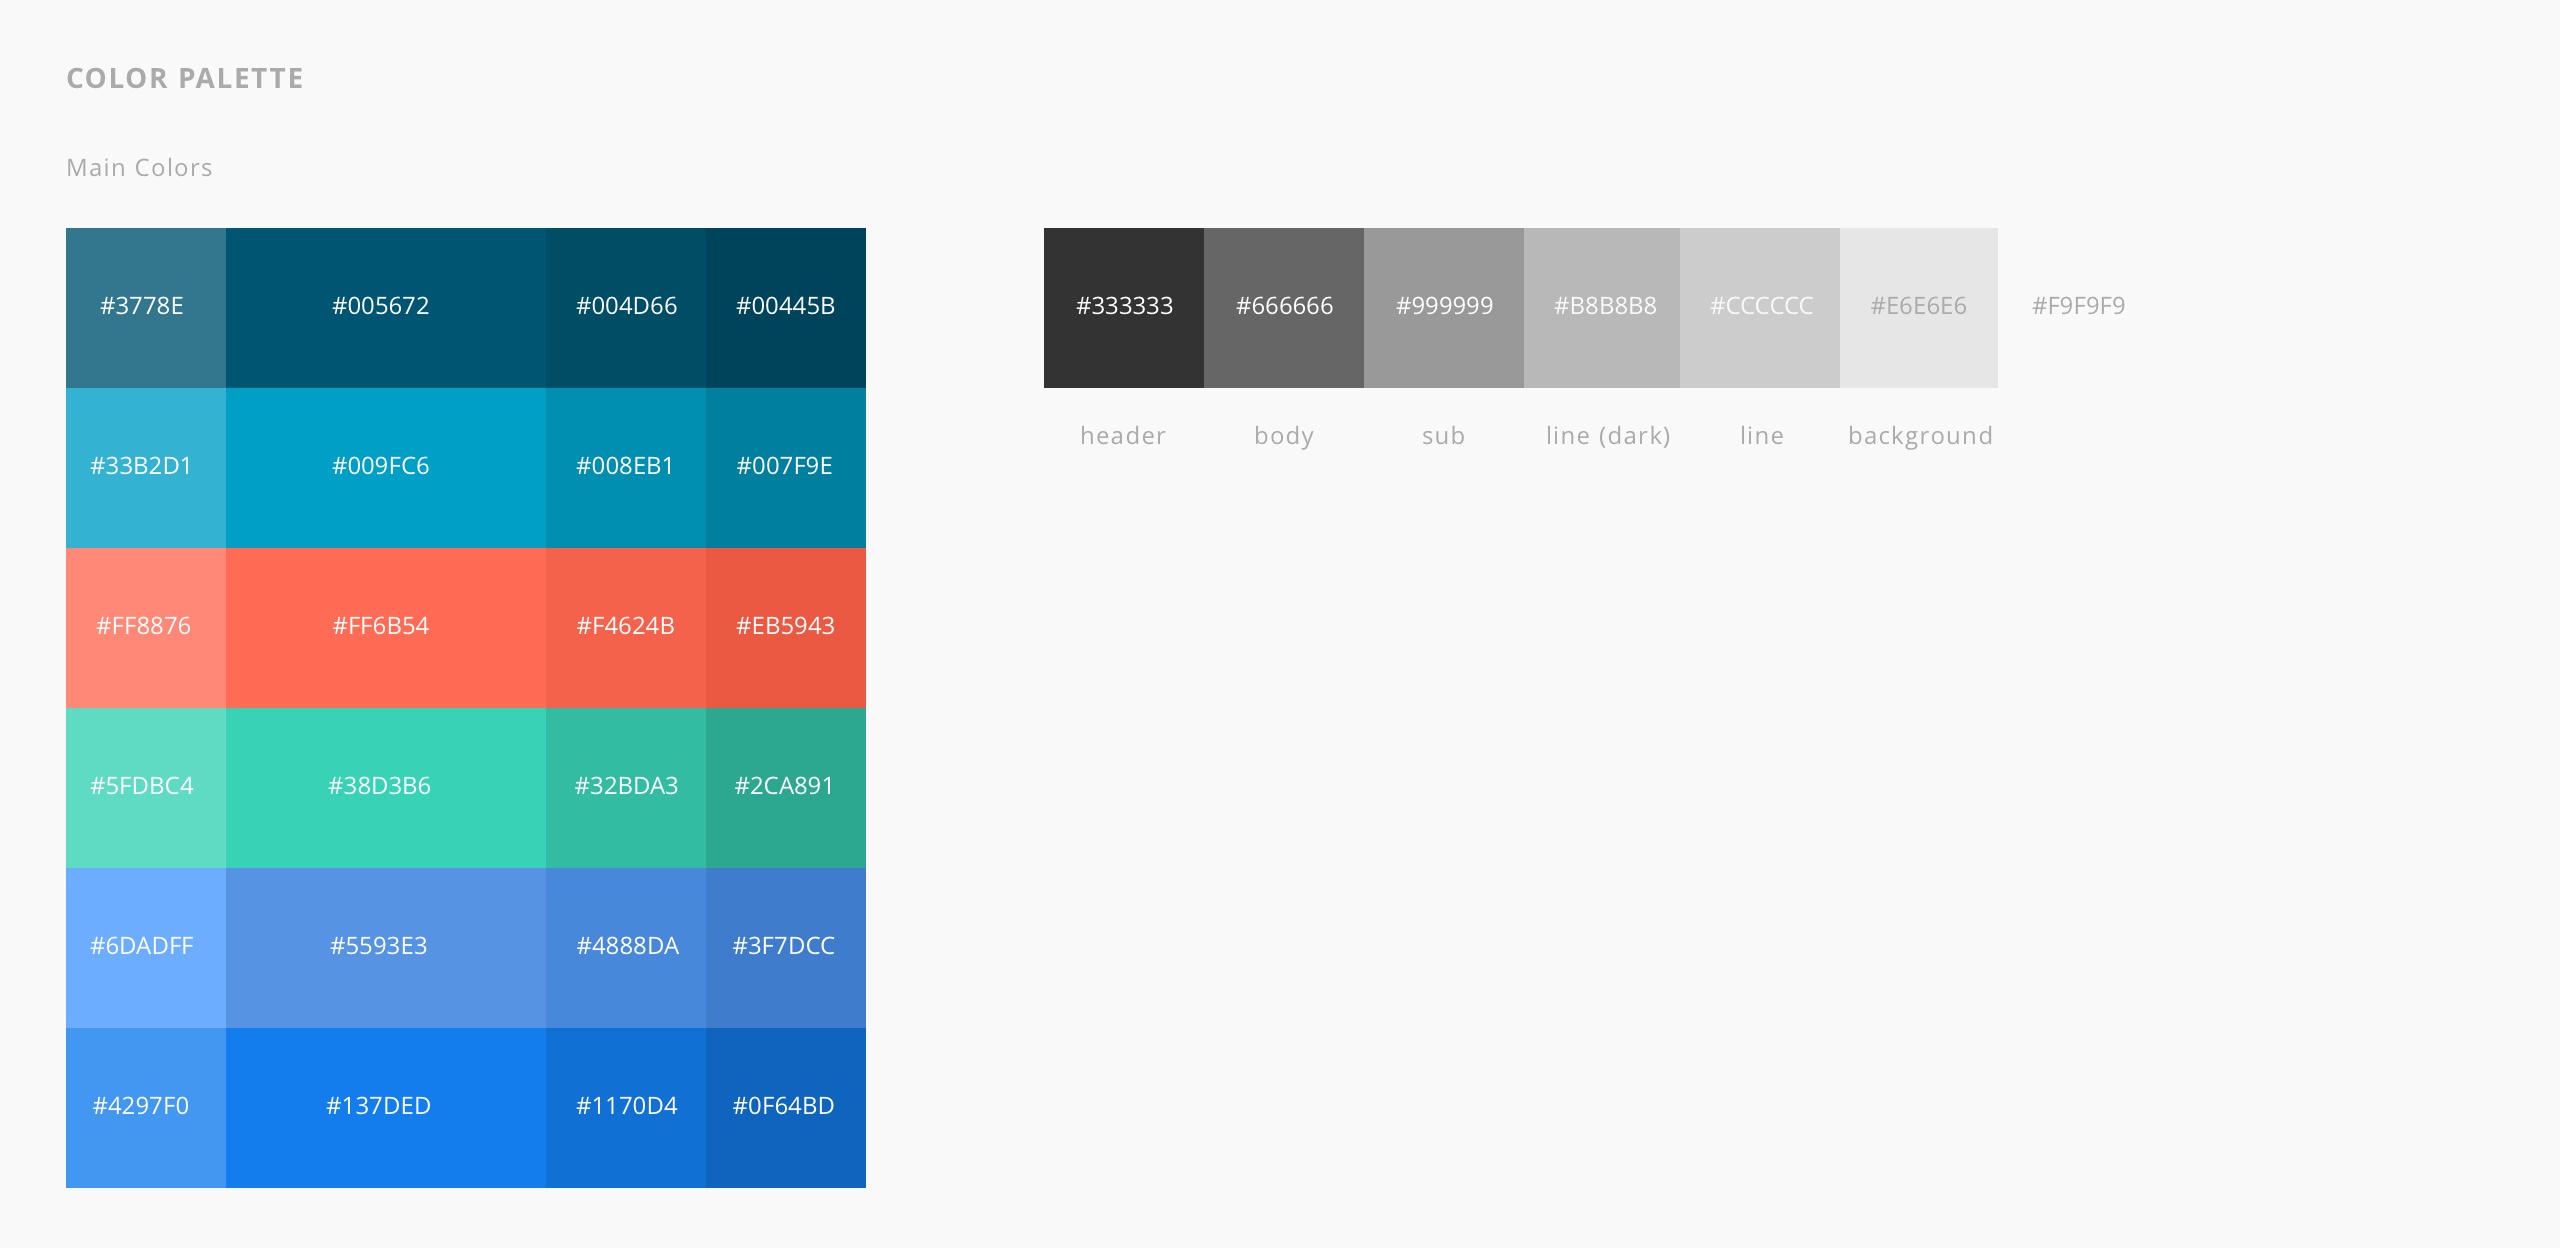 COLOR PALETTE
Main Colors
#3778E #005672 #004D66 #00445B
#33B2D1 #009FC6 #008EB1 #007F9E
#FF8876 #FF6B54 #F4624B #EB5943
#5FDBC4 #38D3B6 #32BDA3 #2CA891
#6DADFF #5593E3 #4888DA #3F7DCC
#4297F0 #137DED #1170D4 #0F64BD
#333333 #666666 #999999 #B8B8B8 #CCCCCC #E6E6E6 #F9F9F9
header body sub line (dark) line background